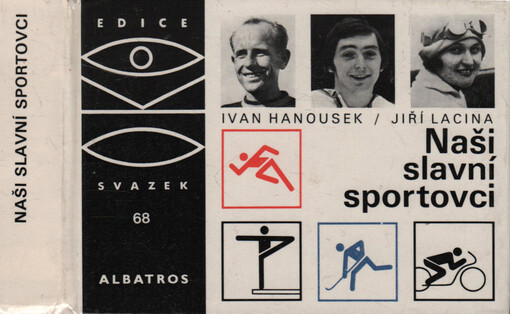 NAŠI SLAVNÍ SPORTOVCI
EDICE
SVAZEK
68
ALBATROS
IVAN HANOUSEK / JIŘÍ LACINA
Naši
slavní
sportovci